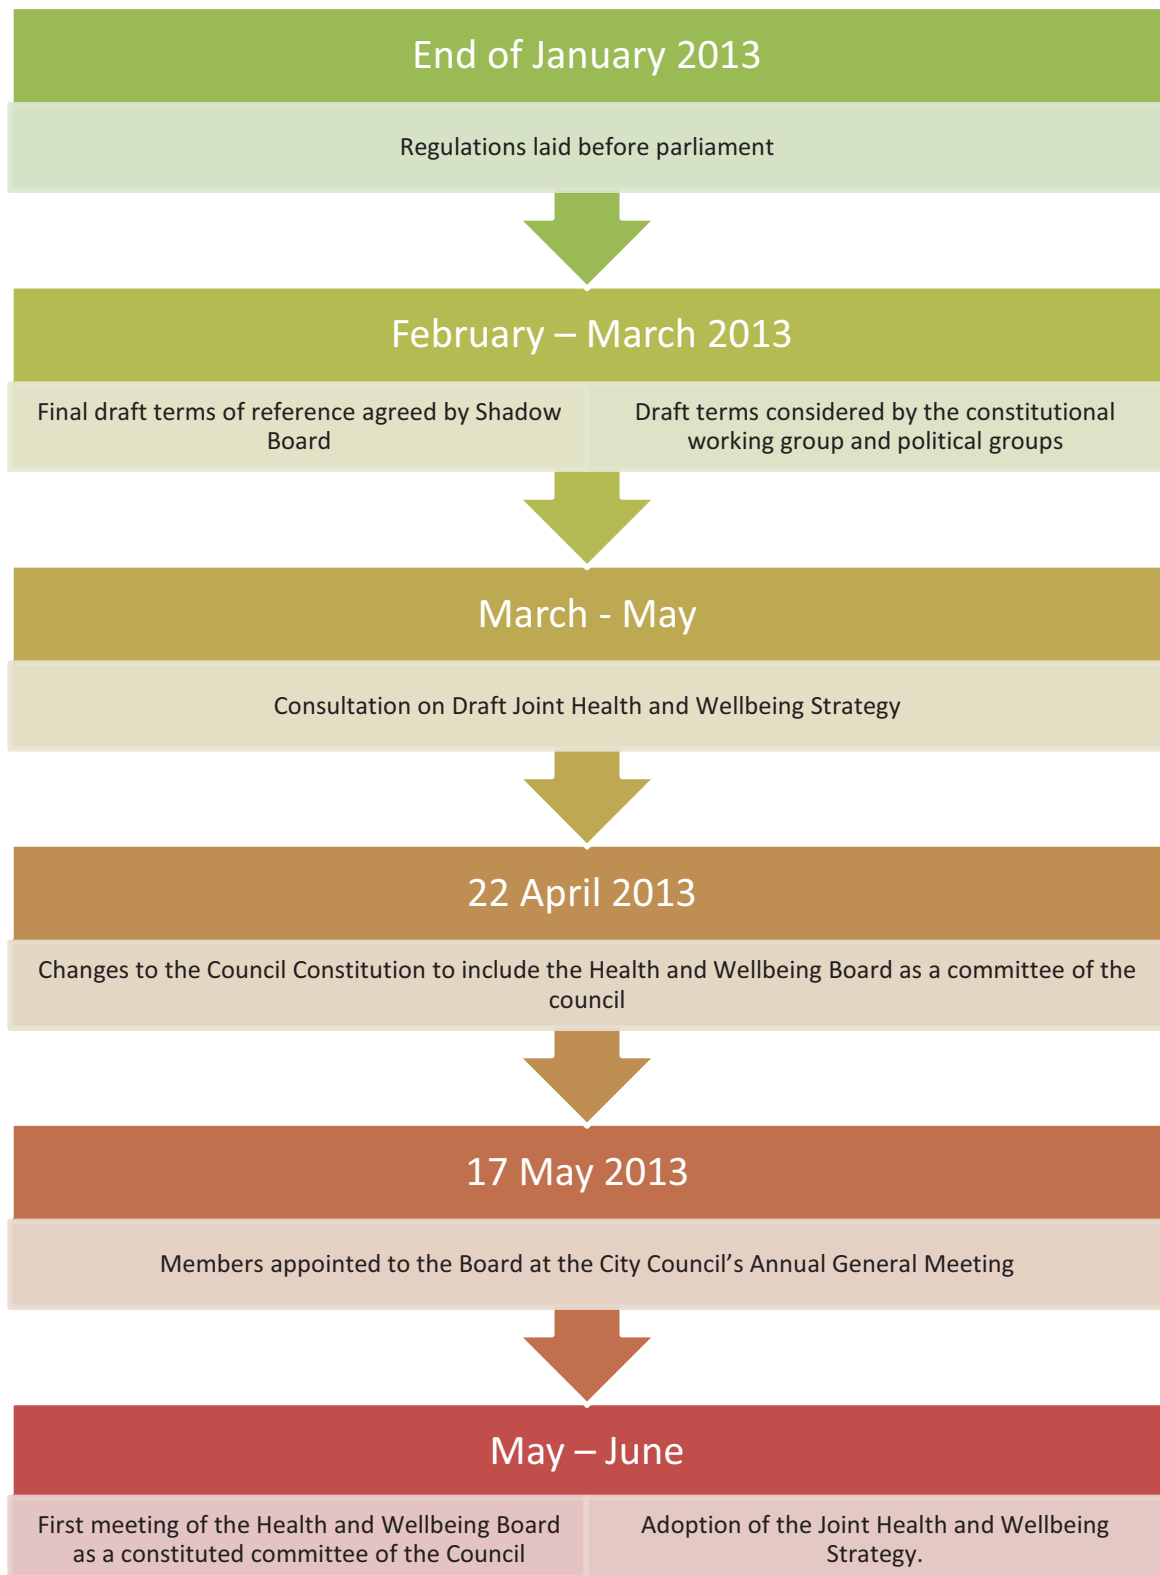 End of January 2013
Regulations laid before parliament
February – March 2013
Final draft terms of reference agreed by Shadow
Board
Draft terms considered by the constitutional
working group and political groups
March - May
Consultation on Draft Joint Health and Wellbeing Strategy
22 April 2013
Changes to the Council Constitution to include the Health and Wellbeing Board as a committee of the
council
17 May 2013
Members appointed to the Board at the City Council’s Annual General Meeting
May – June
First meeting of the Health and Wellbeing Board
as a constituted committee of the Council
Adoption of the Joint Health and Wellbeing
Strategy.